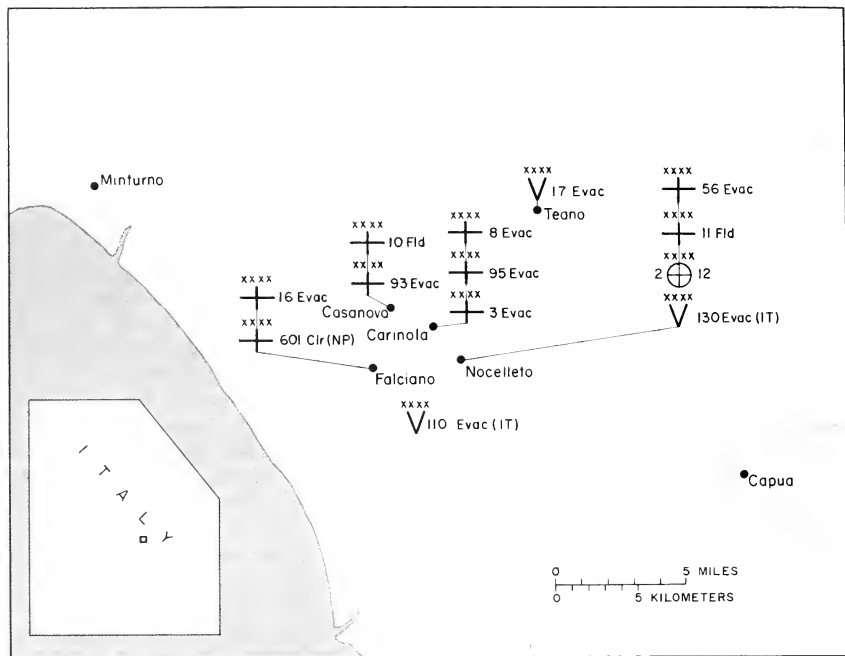 Minturno
XXXX
17 Evac
Teano
XXXX
56 Evac
XXXX
10 Fld
XXXX
8 Evac
XXXX
11 Fld
XXXX
93 Evac
Casanova
XXXX
95 Evac
XXXX
2 12
XXXX
16 Evac
XXXX
3 Evac
Carinola
XXXX
130 Evac (IT)
XXXX
601 Clr (NP)
Falciano
Nocelleto
XXXX
110 Evac (IT)
Capua
ITALY
0 5 MILES
0 5 KILOMETERS